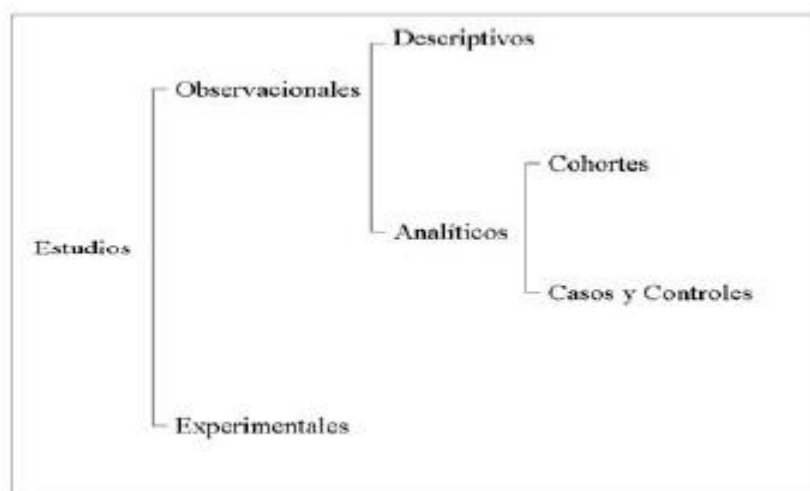 Descriptivos
Observacionales
Cohortes
Analíticos
Estudios
Casos y Controles
Experimentales